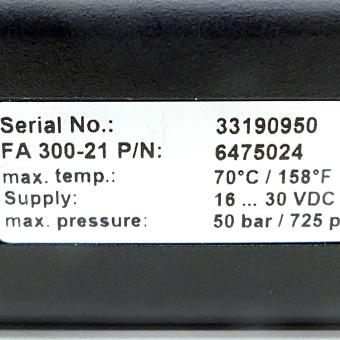 Serial No.: 33190950
FA 300-21 P/N: 6475024
max. temp.: 70°C / 158°F
Supply: 16 ... 30 VDC
max. pressure: 50 bar / 725 p